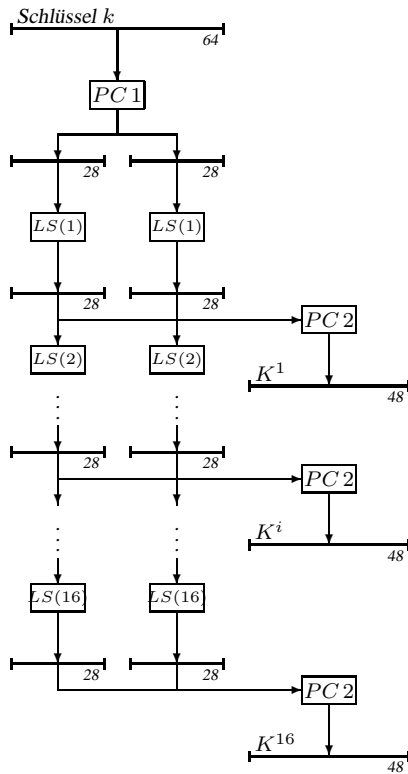 Schlüssel k
64
PC 1
28 28
LS(1) LS(1)
28 28
PC 2
LS(2) LS(2)
K^1
48
28 28
PC 2
K^i
48
LS(16) LS(16)
28 28
PC 2
K^16
48